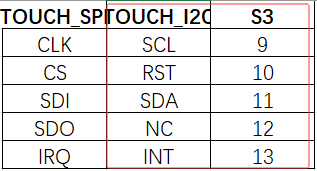 TOUCH_SPI TOUCH_I2C S3
CLK SCL 9
CS RST 10
SDI SDA 11
SDO NC 12
IRQ INT 13